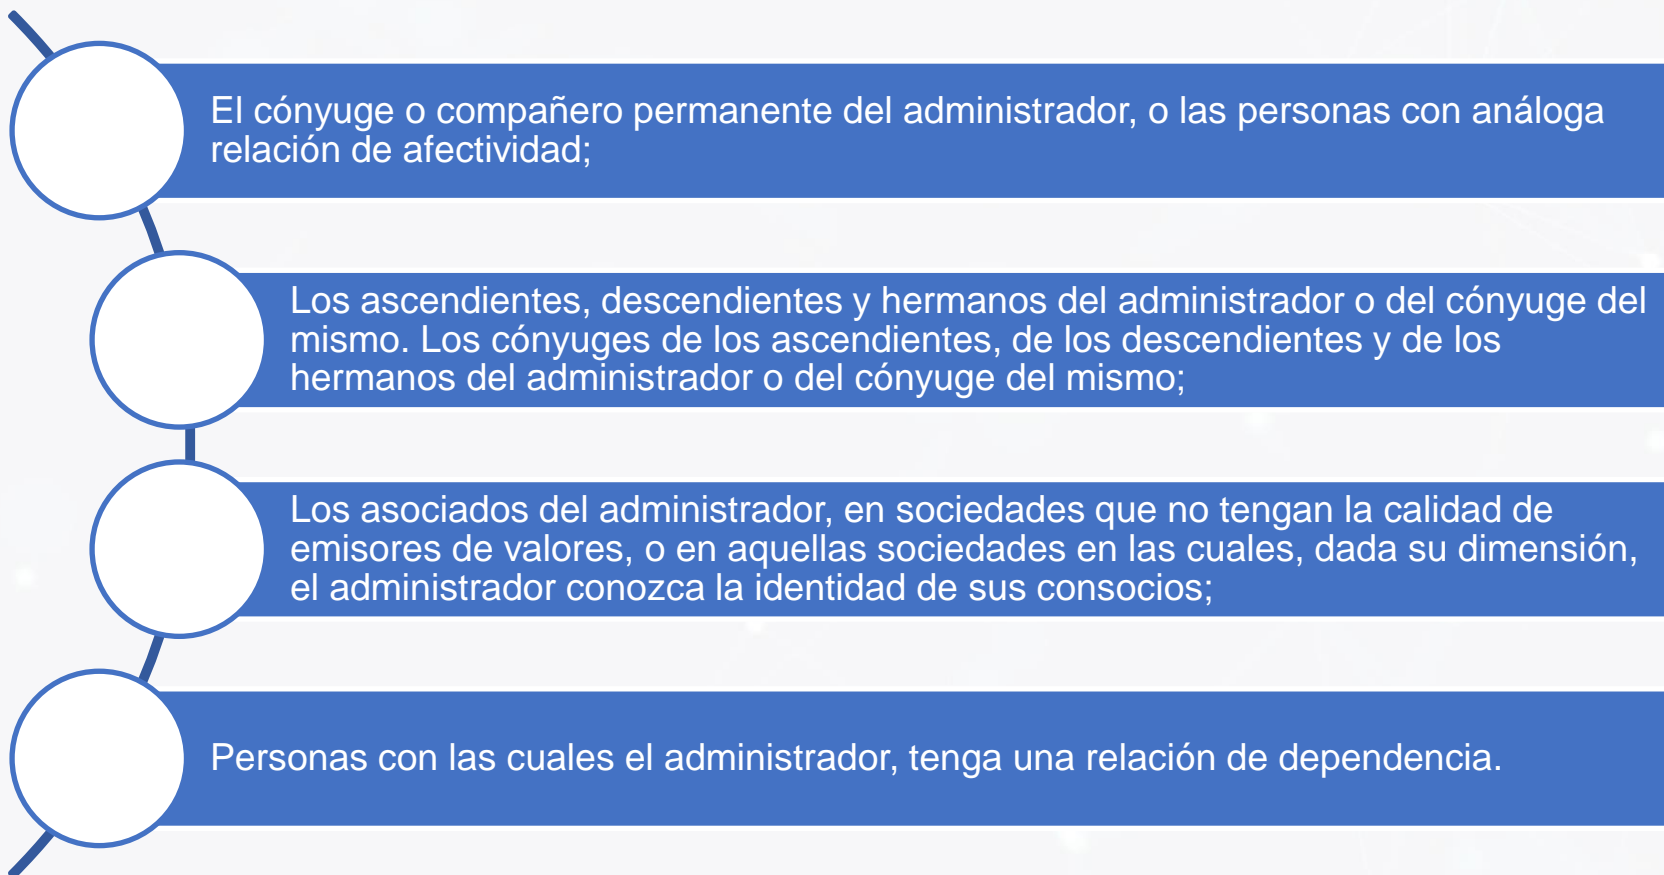 El cónyuge o compañero permanente del administrador, o las personas con análoga
relación de afectividad;
Los ascendientes, descendientes y hermanos del administrador o del cónyuge del
mismo. Los cónyuges de los ascendientes, de los descendientes y de los
hermanos del administrador o del cónyuge del mismo;
Los asociados del administrador, en sociedades que no tengan la calidad de
emisores de valores, o en aquellas sociedades en las cuales, dada su dimensión,
el administrador conozca la identidad de sus consocios;
Personas con las cuales el administrador, tenga una relación de dependencia.